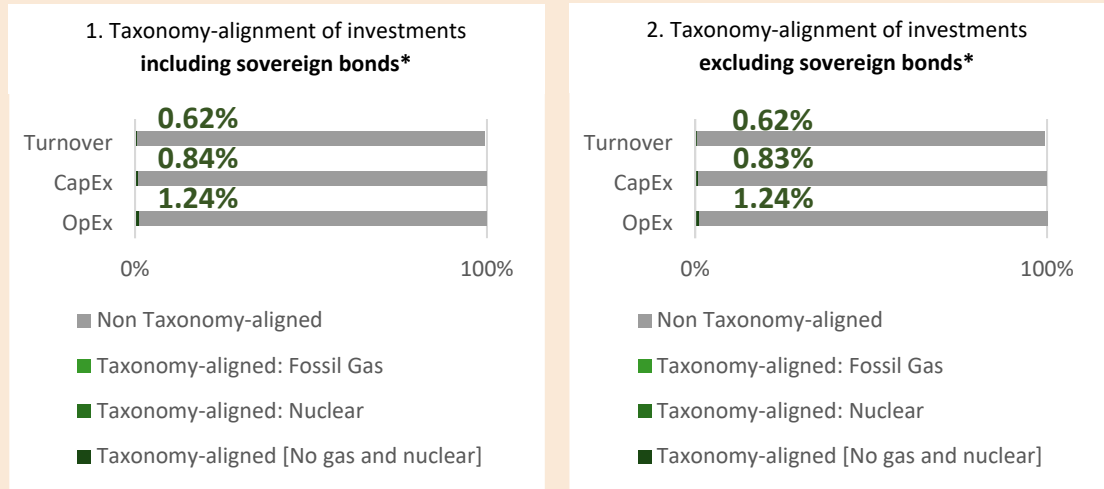 1. Taxonomy-alignment of investments
including sovereign bonds*
0.62%
Turnover
0.84%
CapEx
1.24%
OpEx
0%
100%
Non Taxonomy-aligned
Taxonomy-aligned: Fossil Gas
Taxonomy-aligned: Nuclear
Taxonomy-aligned [No gas and nuclear]
2. Taxonomy-alignment of investments
excluding sovereign bonds*
0.62%
Turnover
0.83%
CapEx
1.24%
OpEx
0%
100%
Non Taxonomy-aligned
Taxonomy-aligned: Fossil Gas
Taxonomy-aligned: Nuclear
Taxonomy-aligned [No gas and nuclear]